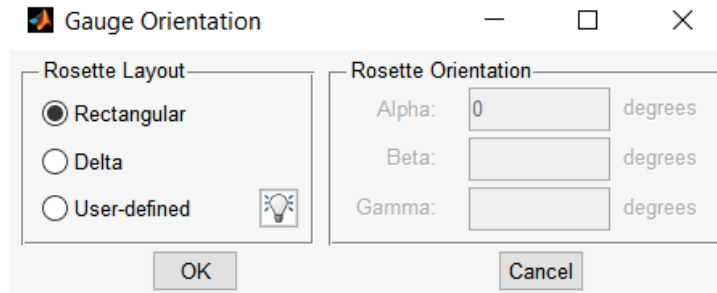 Gauge Orientation
Rosette Layout
Rectangular
Delta
User-defined
Rosette Orientation
Alpha: 0 degrees
Beta: degrees
Gamma: degrees
OK
Cancel